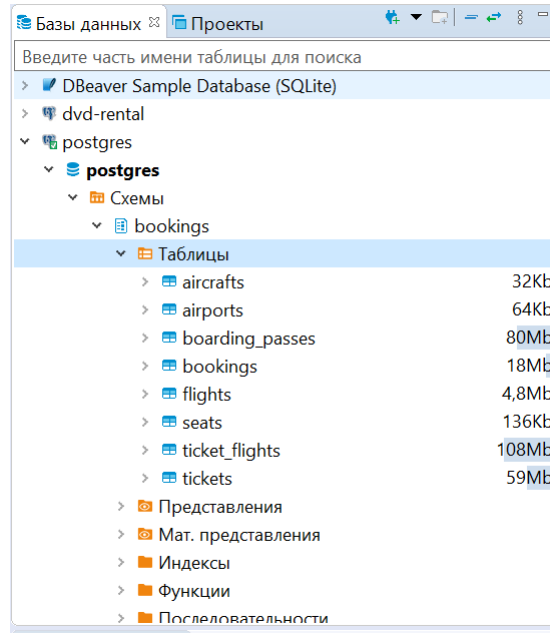 Базы данных Проекты
Введите часть имени таблицы для поиска
DBeaver Sample Database (SQLite)
dvd-rental
postgres
postgres
Схемы
bookings
Таблицы
aircrafts 32Kb
airports 64Kb
boarding_passes 80Mb
bookings 18Mb
flights 4,8Mb
seats 136Kb
ticket_flights 108Mb
tickets 59Mb
Представления
Мат. представления
Индексы
Функции
Последовательности